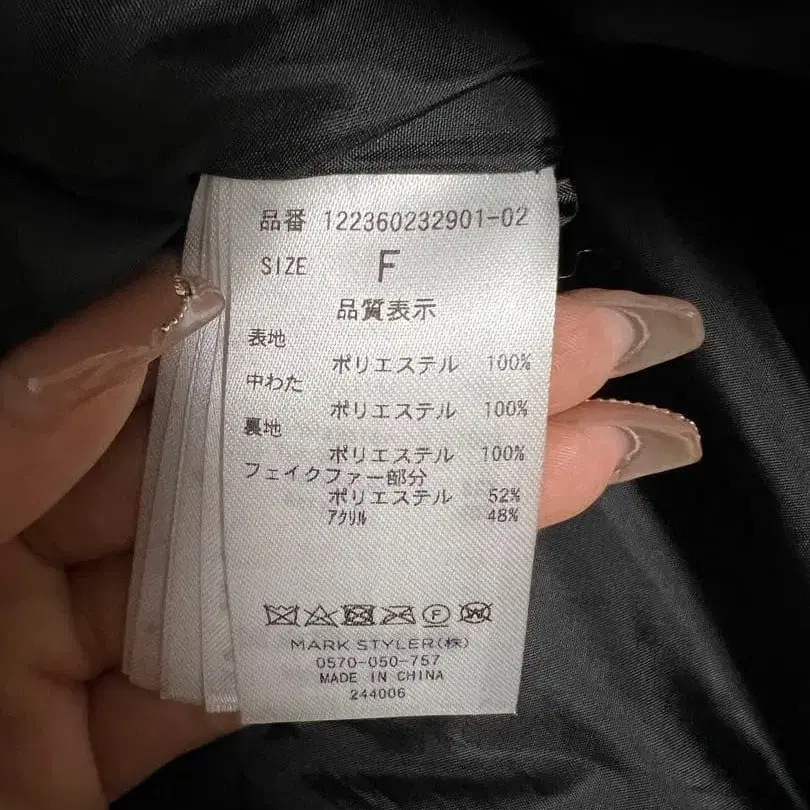 品番 122360232901-02
SIZE F
品質表示
表地
ポリエステル 100%
中わた
ポリエステル 100%
裏地
ポリエステル 100%
フェイクファー部分
ポリエステル 52%
アクリル 48%
MARK STYLER(株)
0570-050-757
MADE IN CHINA
244006